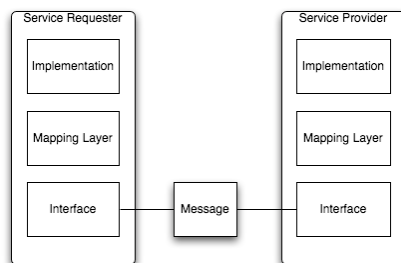 Service Requester
Implementation
Mapping Layer
Interface
Message
Service Provider
Implementation
Mapping Layer
Interface